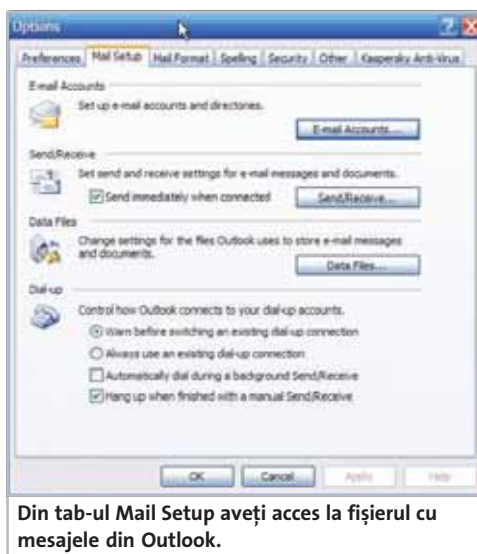 Options
Preferences Mail Setup Mail Format Spelling Security Other Kaspersky Anti-Virus
E-mail Accounts
Set up e-mail accounts and directories.
E-mail Accounts...
Send/Receive
Set send and receive settings for e-mail messages and documents.
Send immediately when connected
Send/Receive...
Data Files
Change settings for the files Outlook uses to store e-mail messages
and documents.
Data Files...
Dial-up
Control how Outlook connects to your dial-up accounts.
Warn before switching an existing dial-up connection
Always use an existing dial-up connection
Automatically dial during a background Send/Receive
Hang up when finished with a manual Send/Receive
OK Cancel Apply Help
Din tab-ul Mail Setup aveți acces la fișierul cu
mesajele din Outlook.